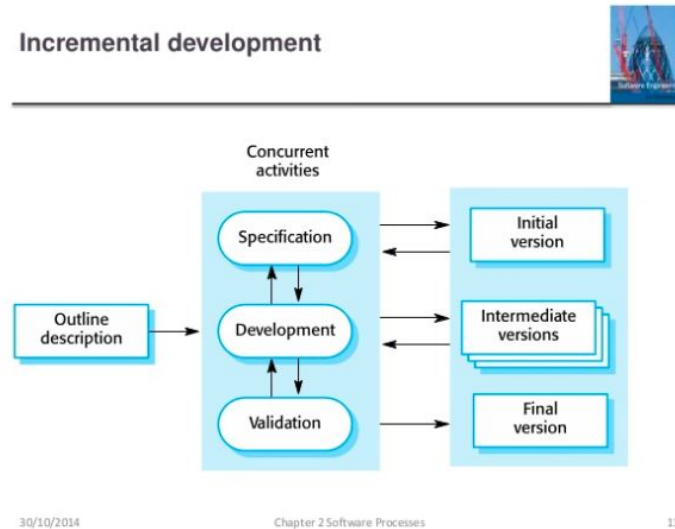 Incremental development
Concurrent
activities
Outline
description
Specification
Development
Validation
Initial
version
Intermediate
versions
Final
version
30/10/2014
Chapter 2 Software Processes